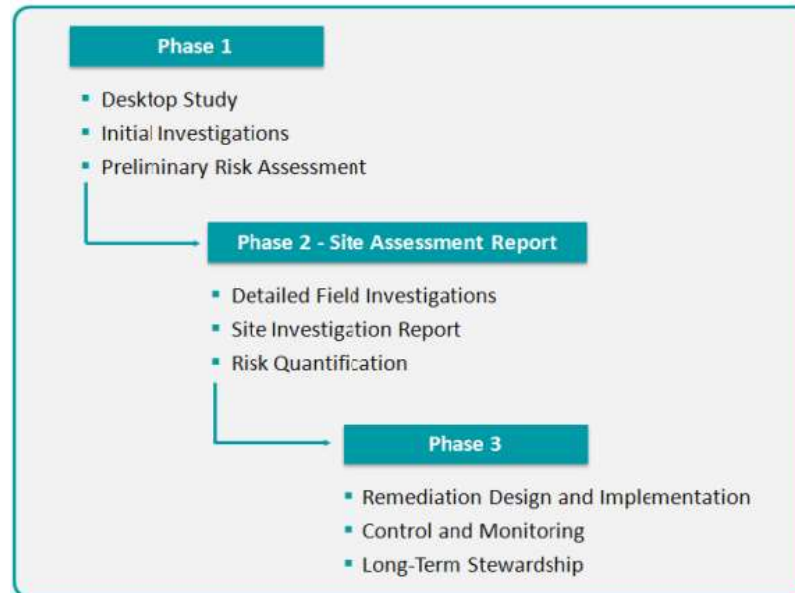 Phase 1
▪ Desktop Study
▪ Initial Investigations
▪ Preliminary Risk Assessment
Phase 2 - Site Assessment Report
▪ Detailed Field Investigations
▪ Site Investigation Report
▪ Risk Quantification
Phase 3
▪ Remediation Design and Implementation
▪ Control and Monitoring
▪ Long-Term Stewardship